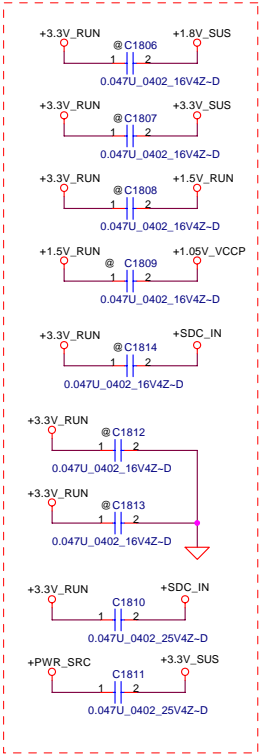 +3.3V_RUN +1.8V_SUS
@C1806
1 2
0.047U_0402_16V4Z~D
+3.3V_RUN +3.3V_SUS
@C1807
1 2
0.047U_0402_16V4Z~D
+3.3V_RUN +1.5V_RUN
@C1808
1 2
0.047U_0402_16V4Z~D
+1.5V_RUN +1.05V_VCCP
@ C1809
1 2
0.047U_0402_16V4Z~D
+3.3V_RUN +SDC_IN
@C1814
1 2
0.047U_0402_16V4Z~D
+3.3V_RUN
@C1812
1 2
0.047U_0402_16V4Z~D
+3.3V_RUN
@C1813
1 2
0.047U_0402_16V4Z~D
+3.3V_RUN +SDC_IN
C1810
1 2
0.047U_0402_25V4Z~D
+PWR_SRC +3.3V_SUS
C1811
1 2
0.047U_0402_25V4Z~D